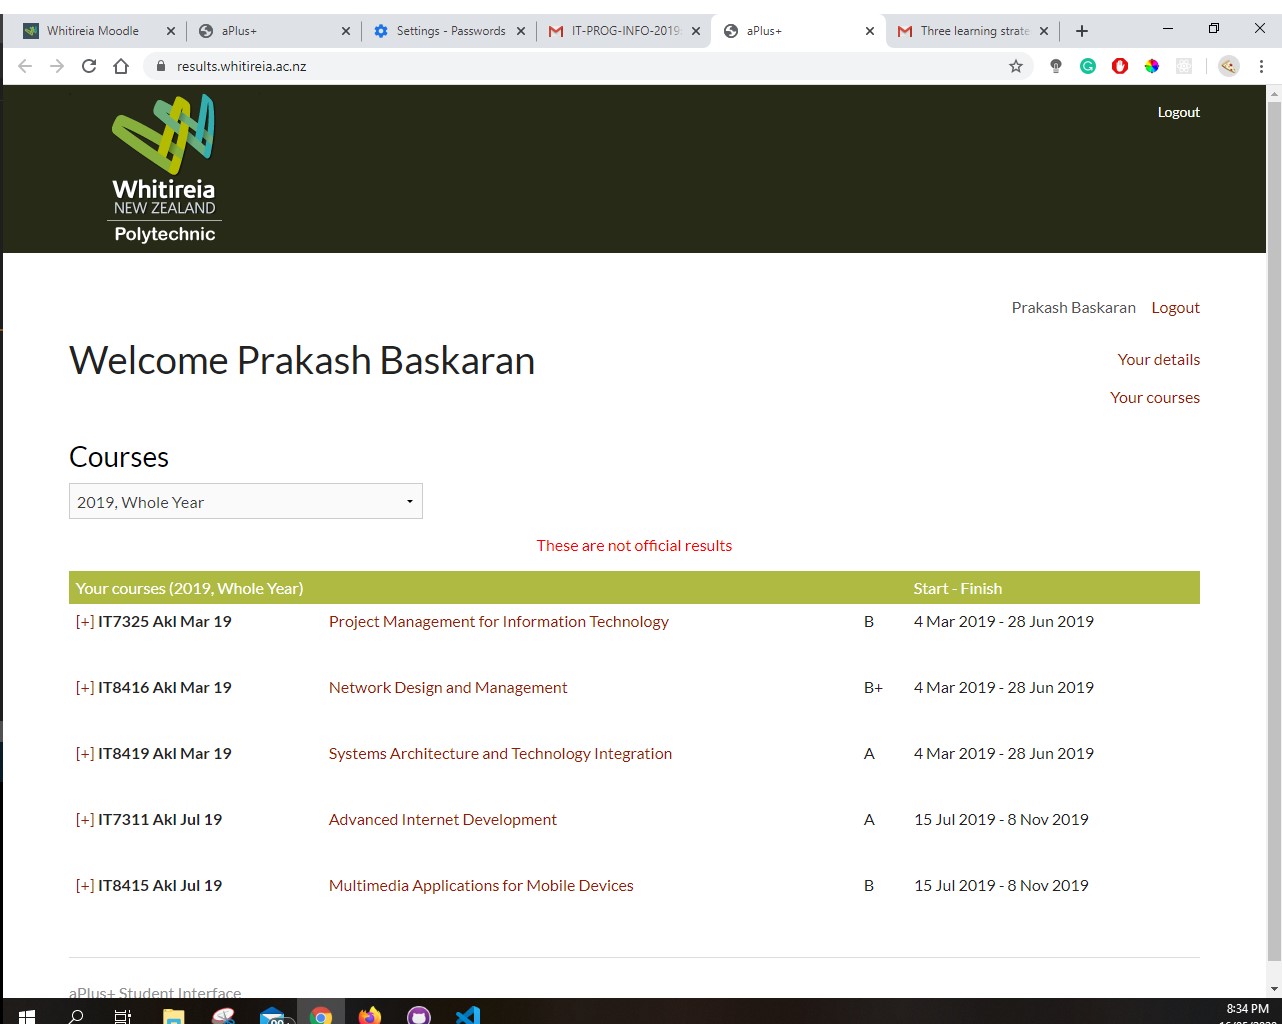 Whitireia Moodle
aPlus+
Settings - Passwords
IT-PROG-INFO-2019
aPlus+
Three learning strate
results.whitireia.ac.nz
Logout
Whitireia
NEW ZEALAND
Polytechnic
Prakash Baskaran Logout
Welcome Prakash Baskaran
Your details
Your courses
Courses
2019, Whole Year
These are not official results
Your courses (2019, Whole Year) Start - Finish
[+] IT7325 Akl Mar 19 Project Management for Information Technology B 4 Mar 2019 - 28 Jun 2019
[+] IT8416 Akl Mar 19 Network Design and Management B+ 4 Mar 2019 - 28 Jun 2019
[+] IT8419 Akl Mar 19 Systems Architecture and Technology Integration A 4 Mar 2019 - 28 Jun 2019
[+] IT7311 Akl Jul 19 Advanced Internet Development A 15 Jul 2019 - 8 Nov 2019
[+] IT8415 Akl Jul 19 Multimedia Applications for Mobile Devices B 15 Jul 2019 - 8 Nov 2019
aPlus+ Student Interface
99+
8:34 PM